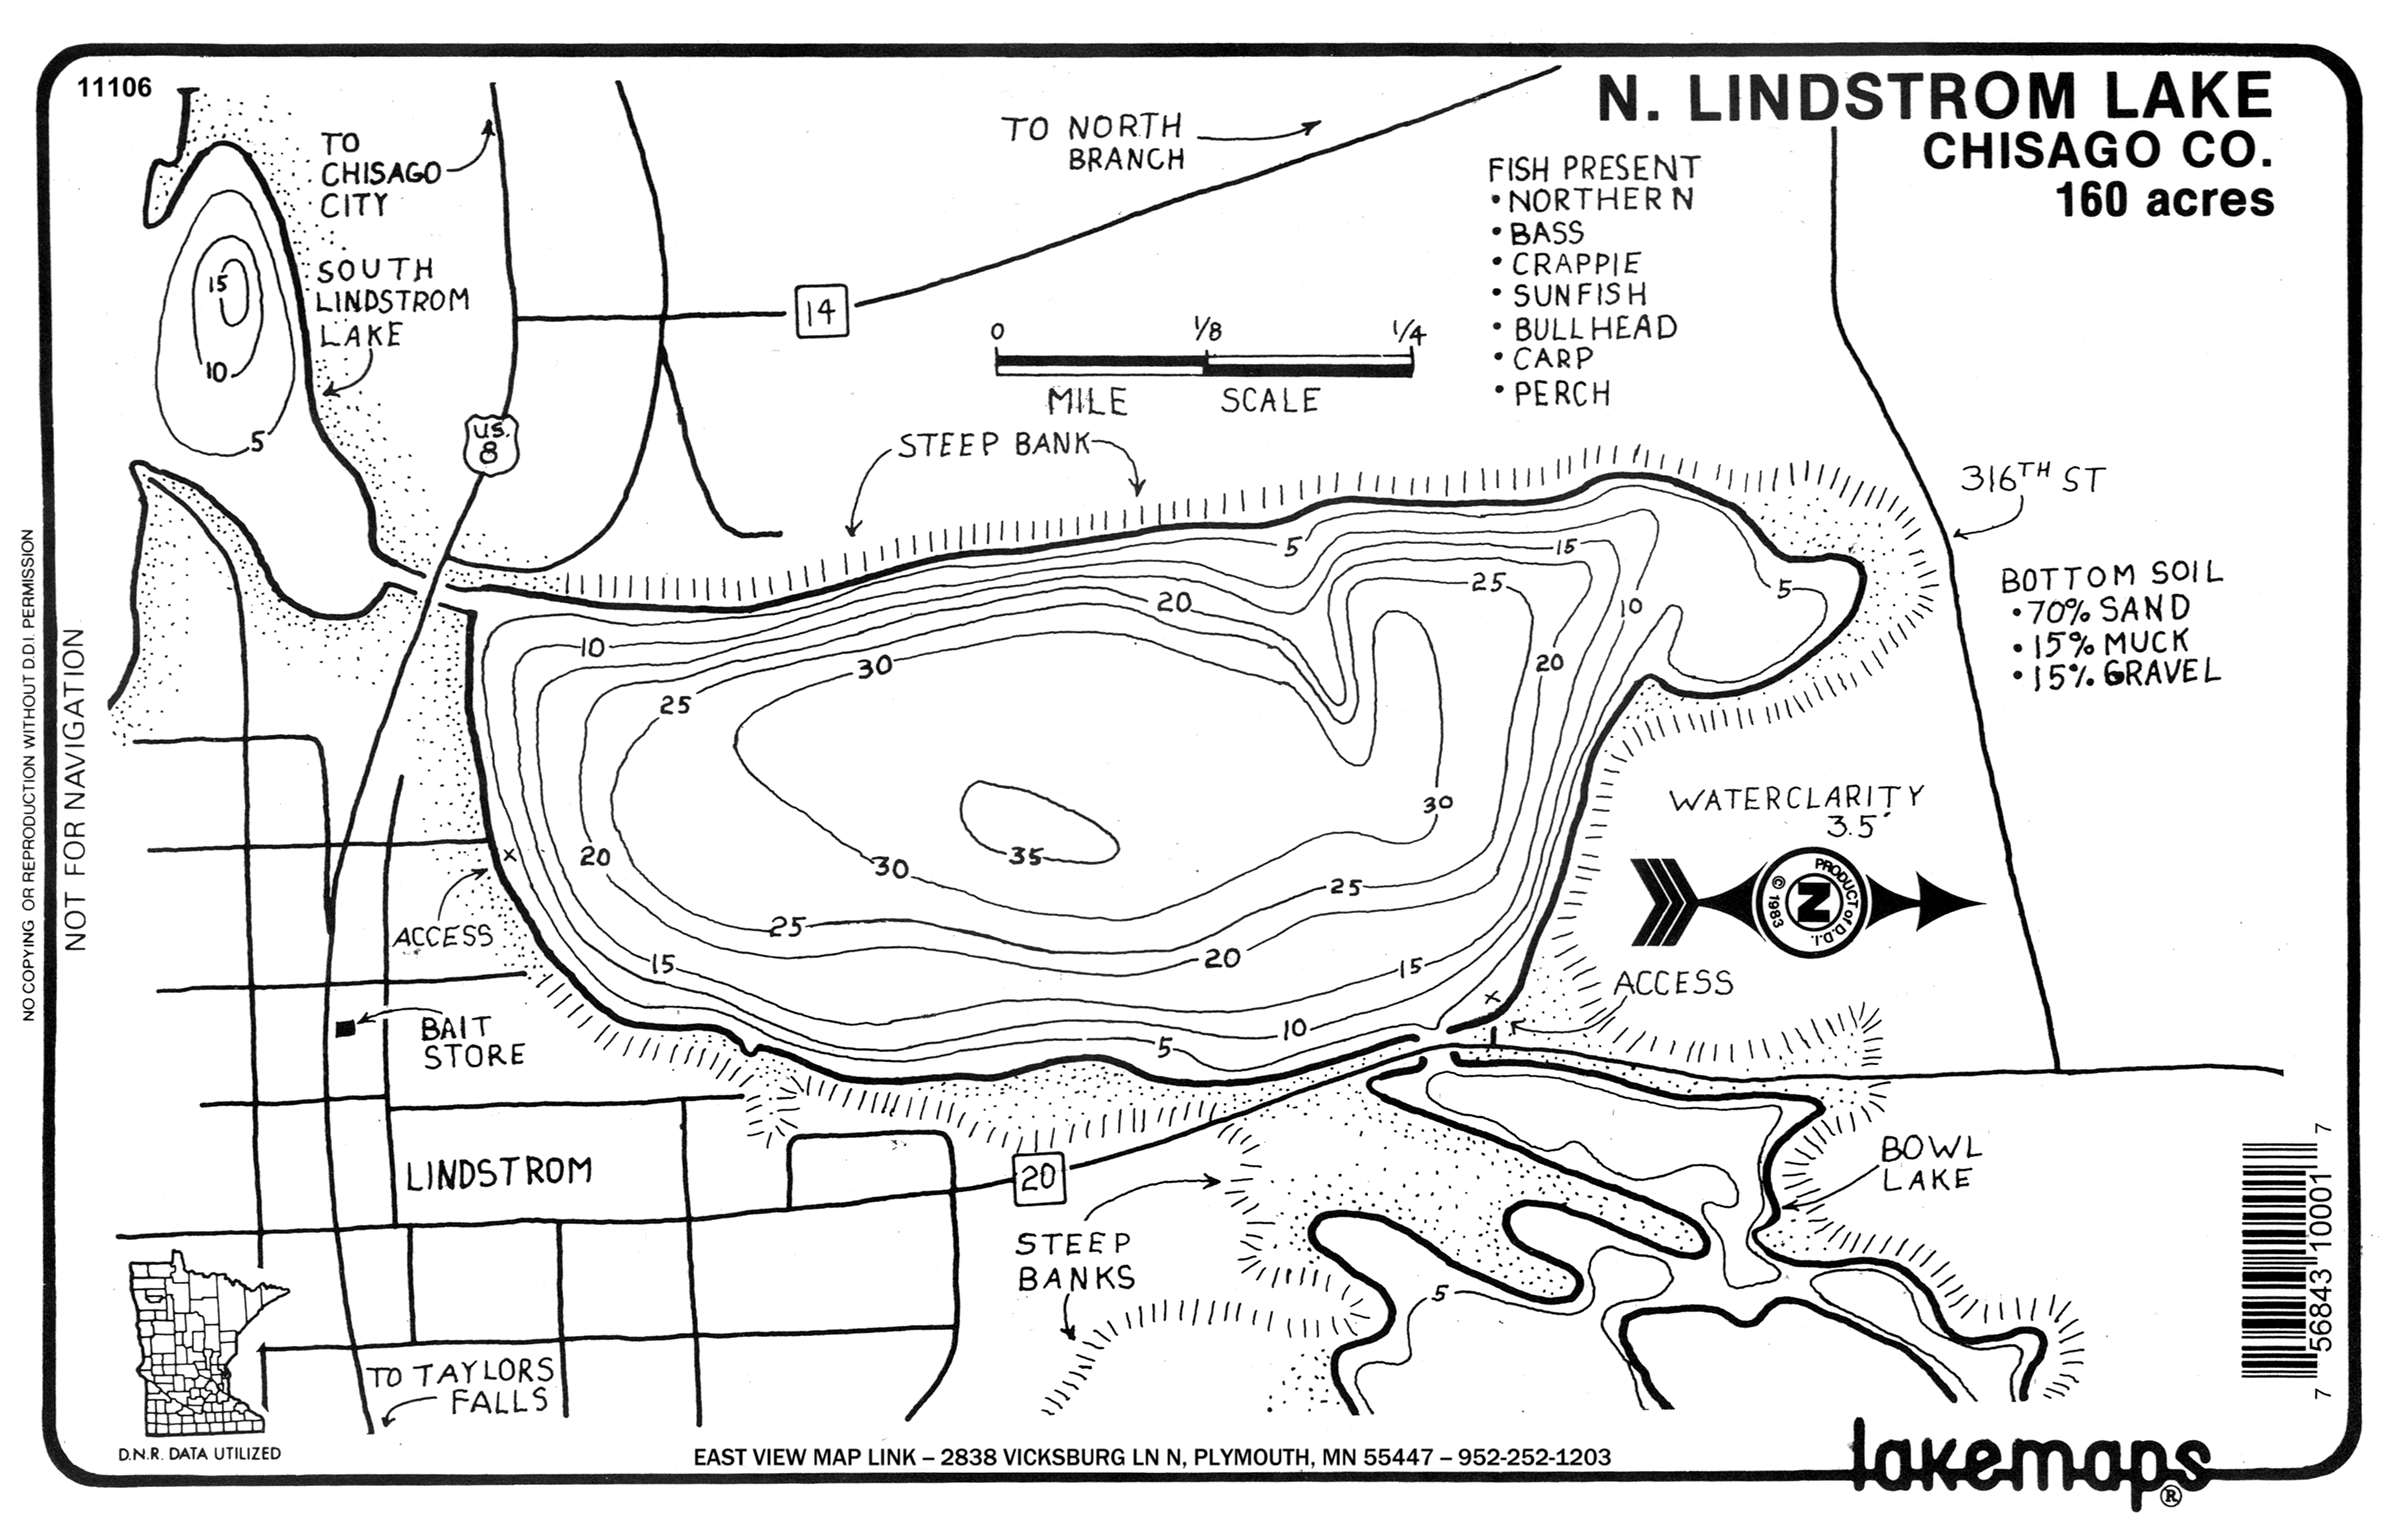 11106
N. LINDSTROM LAKE
CHISAGO CO.
160 acres
TO
CHISAGO
CITY
TO NORTH
BRANCH
FISH PRESENT
• NORTHERN
• BASS
• CRAPPIE
• SUNFISH
• BULLHEAD
• CARP
• PERCH
SOUTH
LINDSTROM
LAKE
15
10
5
14
0 1/8 1/4
MILE SCALE
U.S.
8
STEEP BANK
316TH ST
BOTTOM SOIL
• 70% SAND
• 15% MUCK
• 15% GRAVEL
5
15
25
20
10
5
10
30
20
25
30
35
30
20
25
25
20
15
15
10
5
WATERCLARITY
3.5'
PRODUCT of D.D.I.
© 1983
N
ACCESS
ACCESS
BAIT
STORE
LINDSTROM
20
STEEP
BANKS
BOWL
LAKE
5
TO TAYLORS
FALLS
D.N.R. DATA UTILIZED
EAST VIEW MAP LINK – 2838 VICKSBURG LN N, PLYMOUTH, MN 55447 – 952-252-1203
lakemaps®
NOT FOR NAVIGATION
NO COPYING OR REPRODUCTION WITHOUT D.D.I. PERMISSION
7 56843 10001 7